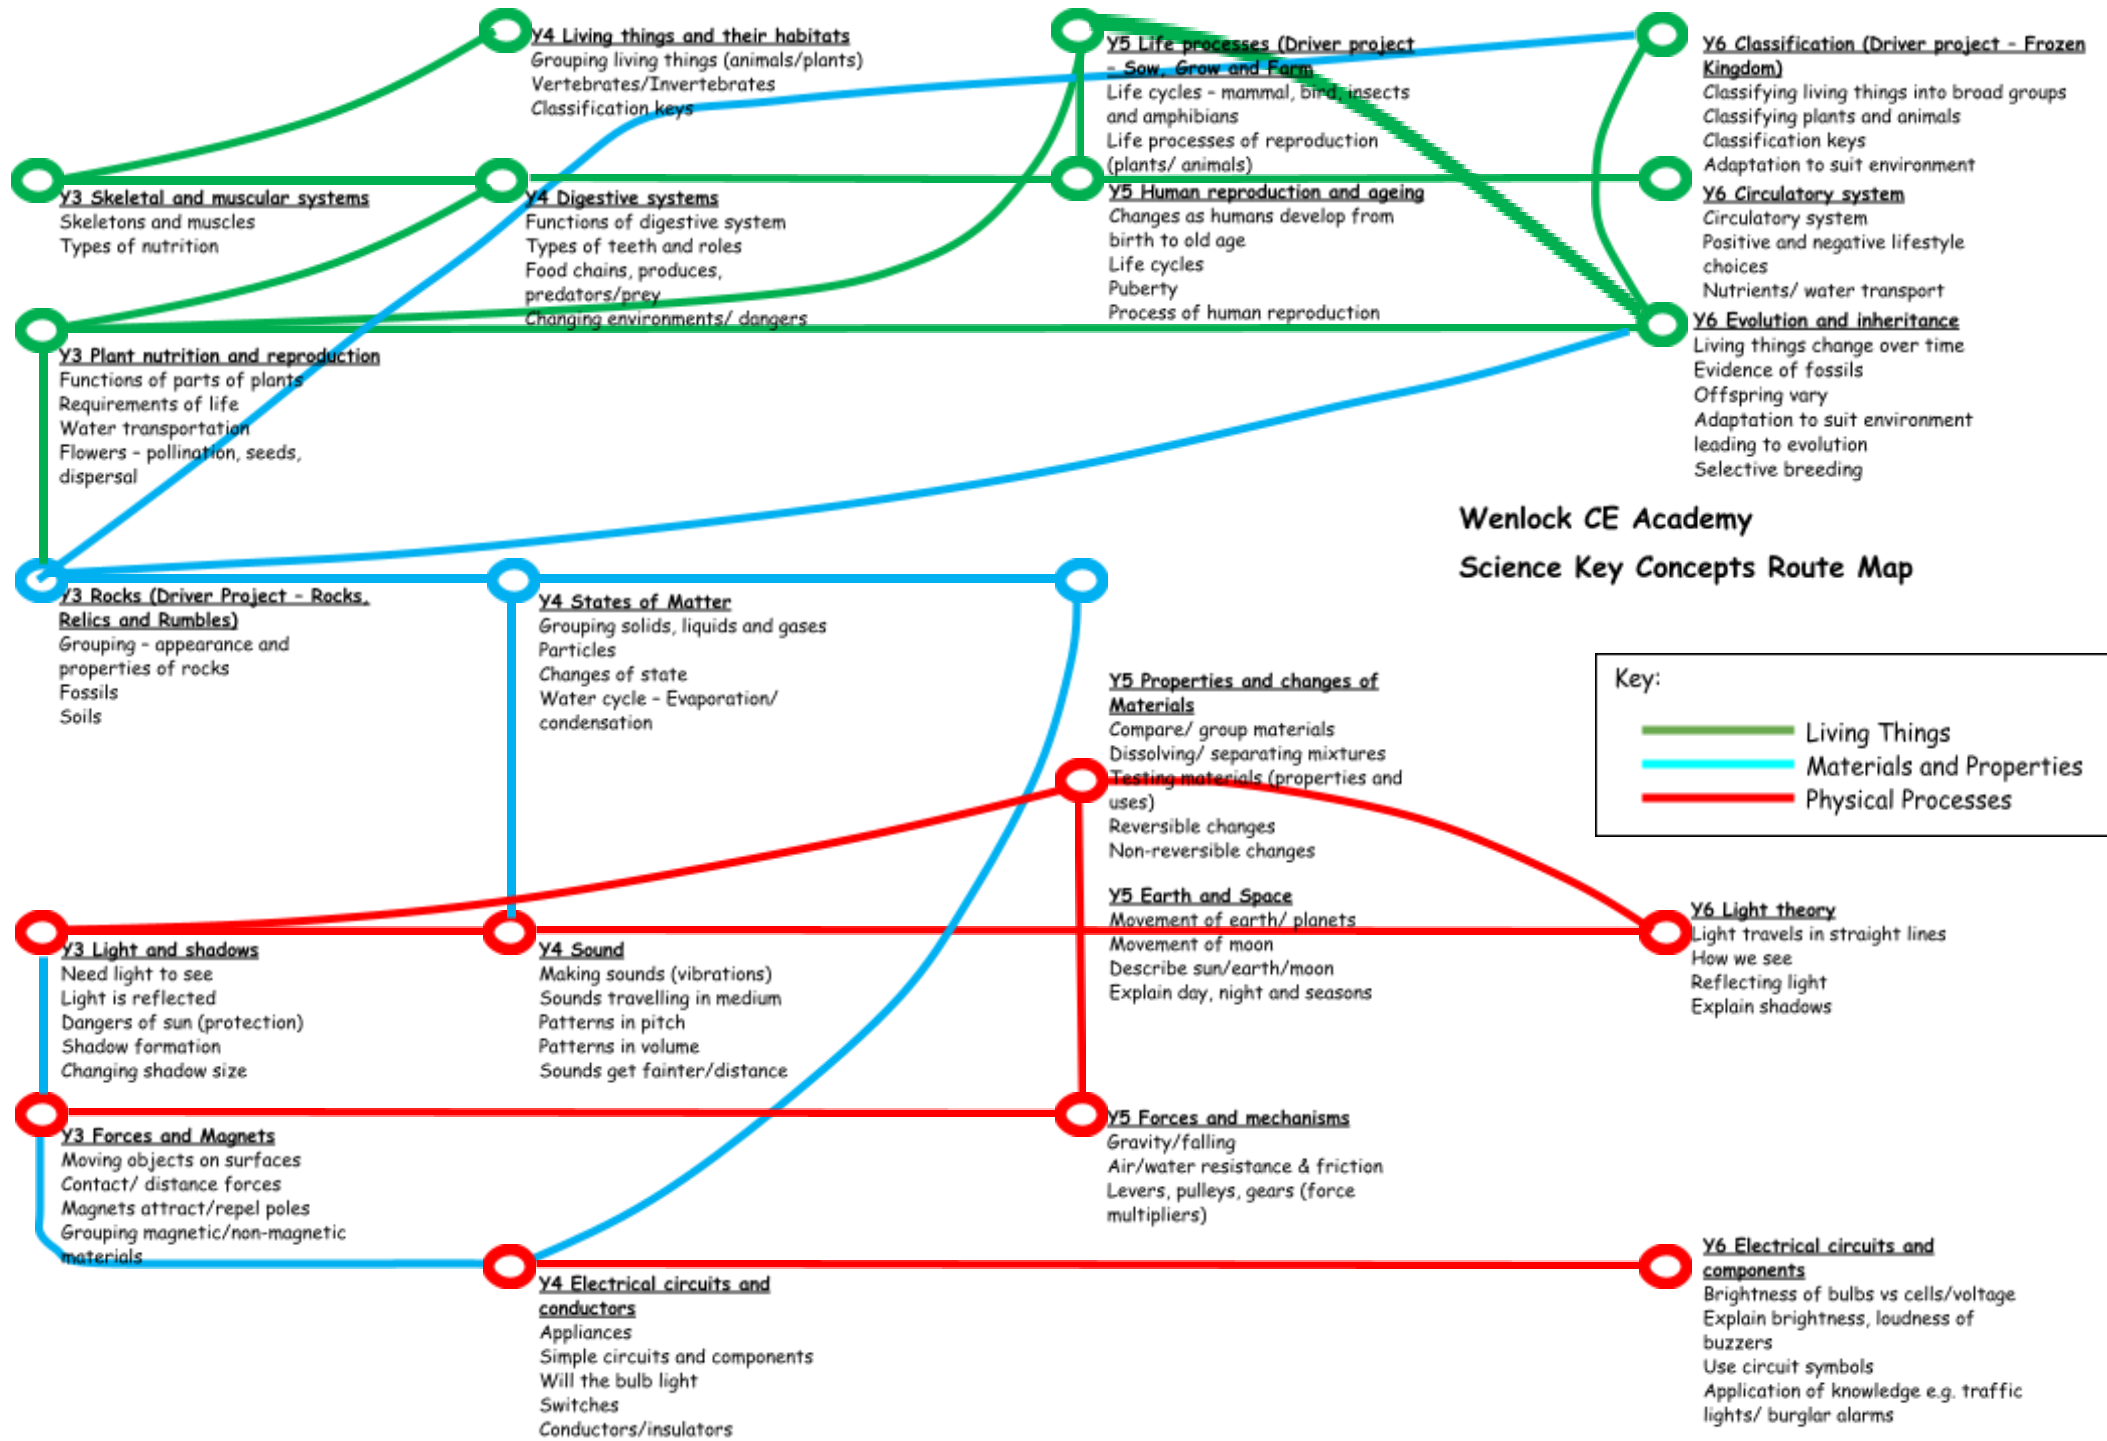 Y4 Living things and their habitats
Grouping living things (animals/plants)
Vertebrates/Invertebrates
Classification keys
Y5 Life processes (Driver project
– Sow, Grow and Farm
Life cycles – mammal, bird, insects
and amphibians
Life processes of reproduction
(plants/ animals)
Y6 Classification (Driver project – Frozen
Kingdom)
Classifying living things into broad groups
Classifying plants and animals
Classification keys
Adaptation to suit environment
Y3 Skeletal and muscular systems
Skeletons and muscles
Types of nutrition
Y4 Digestive systems
Functions of digestive system
Types of teeth and roles
Food chains, produces,
predators/prey
Changing environments/ dangers
Y5 Human reproduction and ageing
Changes as humans develop from
birth to old age
Life cycles
Puberty
Process of human reproduction
Y6 Circulatory system
Circulatory system
Positive and negative lifestyle
choices
Nutrients/ water transport
Y3 Plant nutrition and reproduction
Functions of parts of plants
Requirements of life
Water transportation
Flowers – pollination, seeds,
dispersal
Y6 Evolution and inheritance
Living things change over time
Evidence of fossils
Offspring vary
Adaptation to suit environment
leading to evolution
Selective breeding
Wenlock CE Academy
Science Key Concepts Route Map
Y3 Rocks (Driver Project – Rocks,
Relics and Rumbles)
Grouping – appearance and
properties of rocks
Fossils
Soils
Y4 States of Matter
Grouping solids, liquids and gases
Particles
Changes of state
Water cycle – Evaporation/
condensation
Y5 Properties and changes of
Materials
Compare/ group materials
Dissolving/ separating mixtures
Testing materials (properties and
uses)
Reversible changes
Non-reversible changes
Key:
Living Things
Materials and Properties
Physical Processes
Y3 Light and shadows
Need light to see
Light is reflected
Dangers of sun (protection)
Shadow formation
Changing shadow size
Y4 Sound
Making sounds (vibrations)
Sounds travelling in medium
Patterns in pitch
Patterns in volume
Sounds get fainter/distance
Y5 Earth and Space
Movement of earth/ planets
Movement of moon
Describe sun/earth/moon
Explain day, night and seasons
Y6 Light theory
Light travels in straight lines
How we see
Reflecting light
Explain shadows
Y3 Forces and Magnets
Moving objects on surfaces
Contact/ distance forces
Magnets attract/repel poles
Grouping magnetic/non-magnetic
materials
Y5 Forces and mechanisms
Gravity/falling
Air/water resistance & friction
Levers, pulleys, gears (force
multipliers)
Y4 Electrical circuits and
conductors
Appliances
Simple circuits and components
Will the bulb light
Switches
Conductors/insulators
Y6 Electrical circuits and
components
Brightness of bulbs vs cells/voltage
Explain brightness, loudness of
buzzers
Use circuit symbols
Application of knowledge e.g. traffic
lights/ burglar alarms